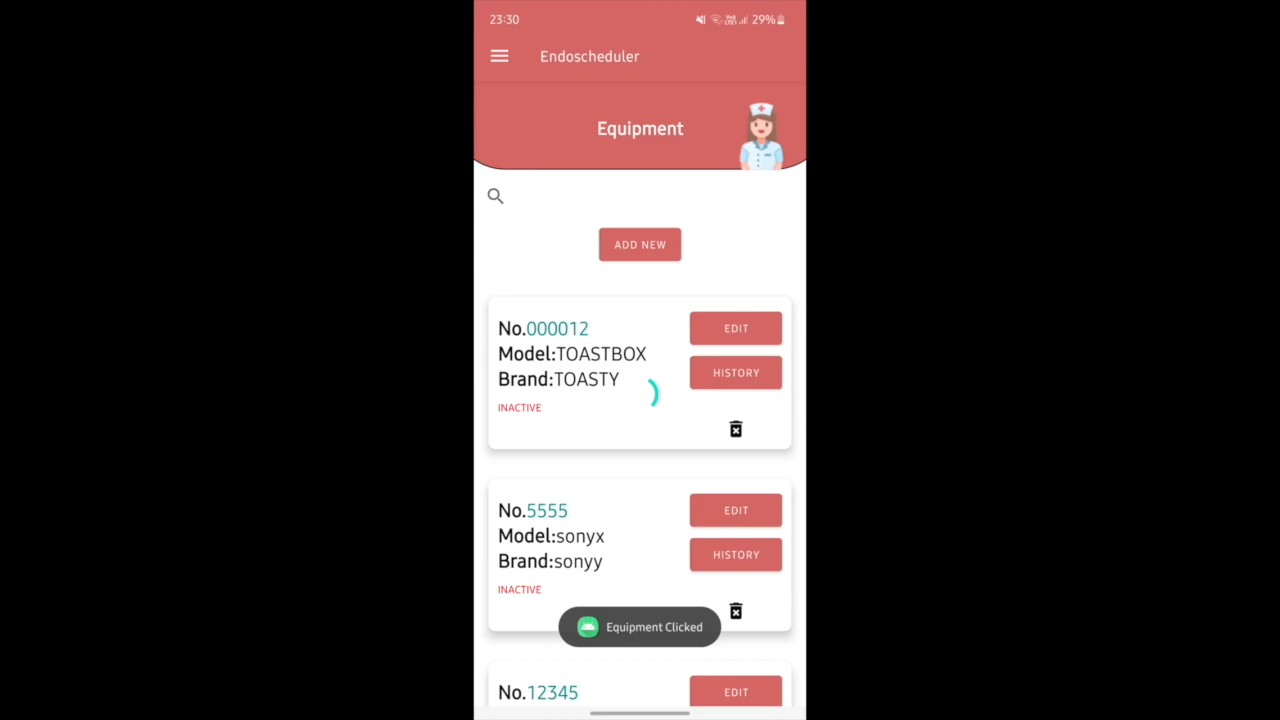 23:30 29%
Endoscheduler
Equipment
ADD NEW
No.000012
EDIT
Model:TOASTBOX
HISTORY
Brand:TOASTY
INACTIVE
No.5555
EDIT
Model:sonyx
HISTORY
Brand:sonyy
INACTIVE
Equipment Clicked
No.12345
EDIT